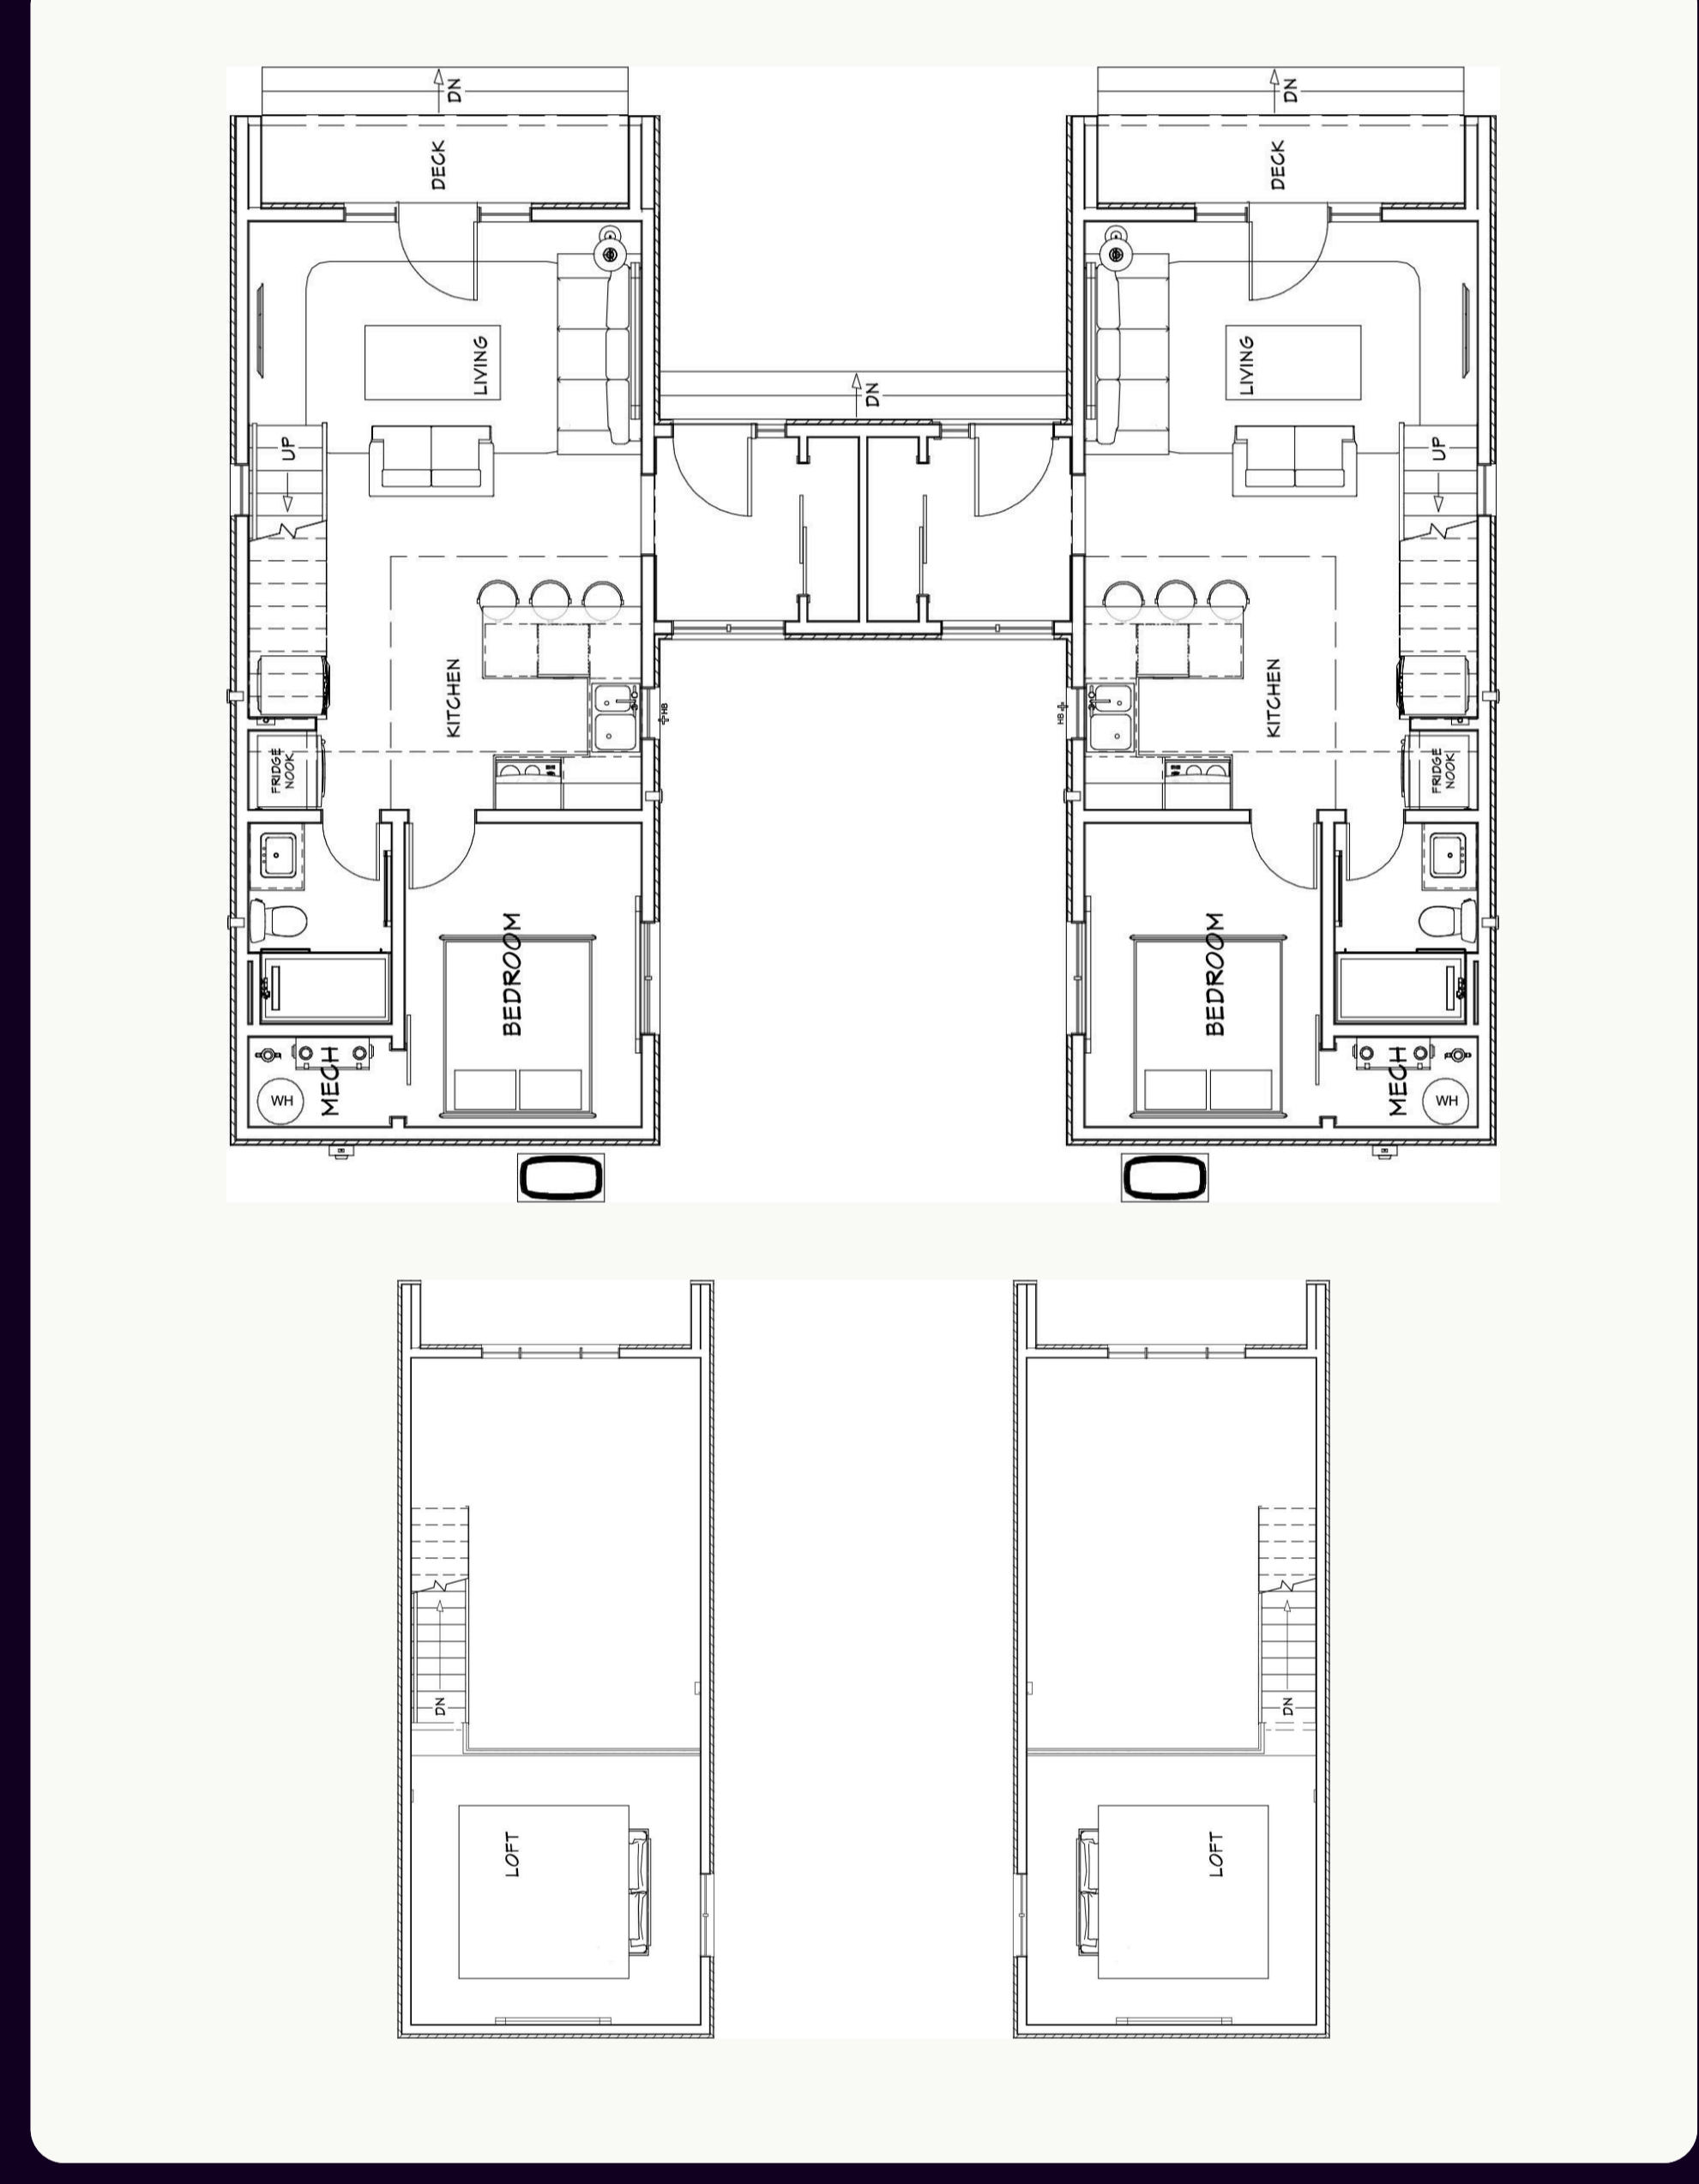 DN
DN
DECK
DECK
LIVING
LIVING
DN
UP
UP
KITCHEN
KITCHEN
HB
HB
FRIDGE
NOOK
FRIDGE
NOOK
BEDROOM
BEDROOM
MECH
MECH
WH
WH
DN
DN
LOFT
LOFT